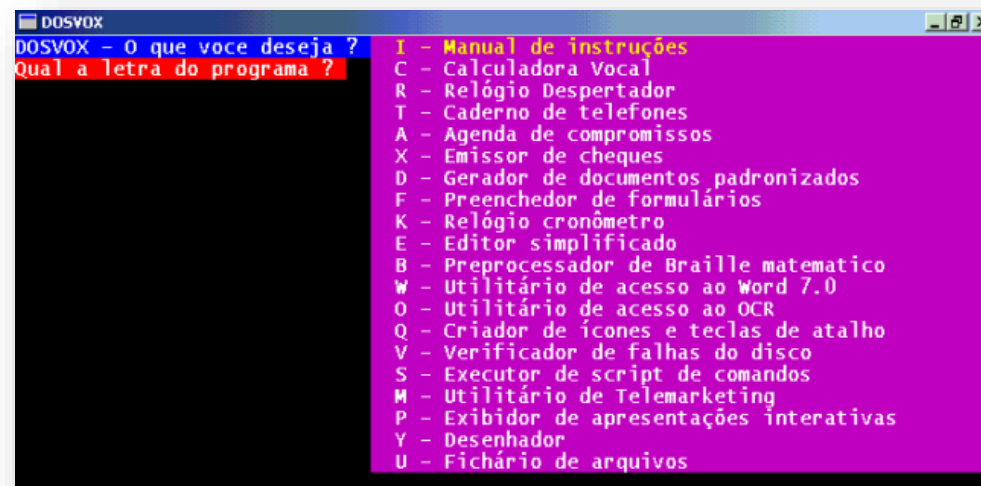 DOSVOX
DOSVOX – O que voce deseja ?
Qual a letra do programa ?
I – Manual de instruções
C – Calculadora Vocal
R – Relógio Despertador
T – Caderno de telefones
A – Agenda de compromissos
X – Emissor de cheques
D – Gerador de documentos padronizados
F – Preenchedor de formulários
K – Relógio cronômetro
E – Editor simplificado
B – Preprocessador de Braille matematico
W – Utilitário de acesso ao Word 7.0
O – Utilitário de acesso ao OCR
Q – Criador de ícones e teclas de atalho
V – Verificador de falhas do disco
S – Executor de script de comandos
M – Utilitário de Telemarketing
P – Exibidor de apresentações interativas
Y – Desenhador
U – Fichário de arquivos